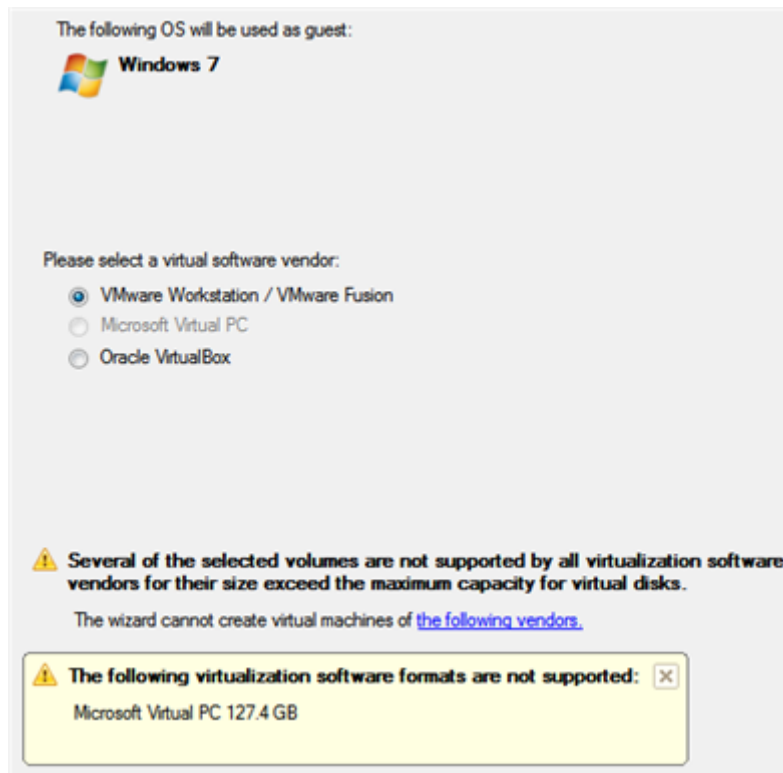 The following OS will be used as guest:
Windows 7
Please select a virtual software vendor:
VMware Workstation / VMware Fusion
Microsoft Virtual PC
Oracle VirtualBox
Several of the selected volumes are not supported by all virtualization software
vendors for their size exceed the maximum capacity for virtual disks.
The wizard cannot create virtual machines of the following vendors.
The following virtualization software formats are not supported:
Microsoft Virtual PC 127.4 GB